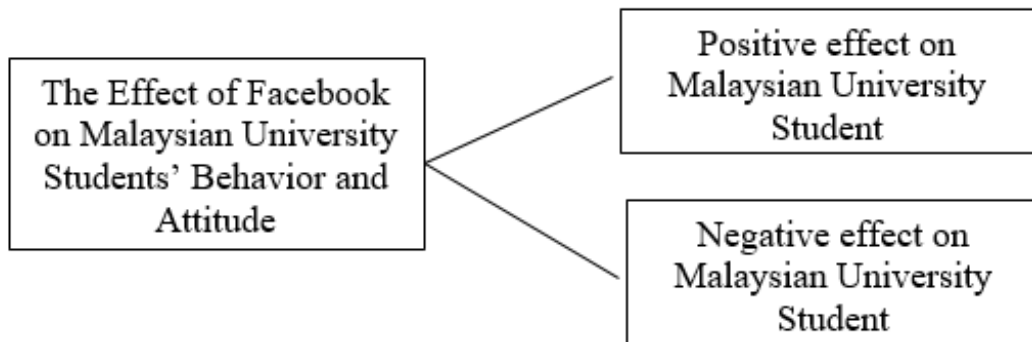 The Effect of Facebook
on Malaysian University
Students’ Behavior and
Attitude
Positive effect on
Malaysian University
Student
Negative effect on
Malaysian University
Student